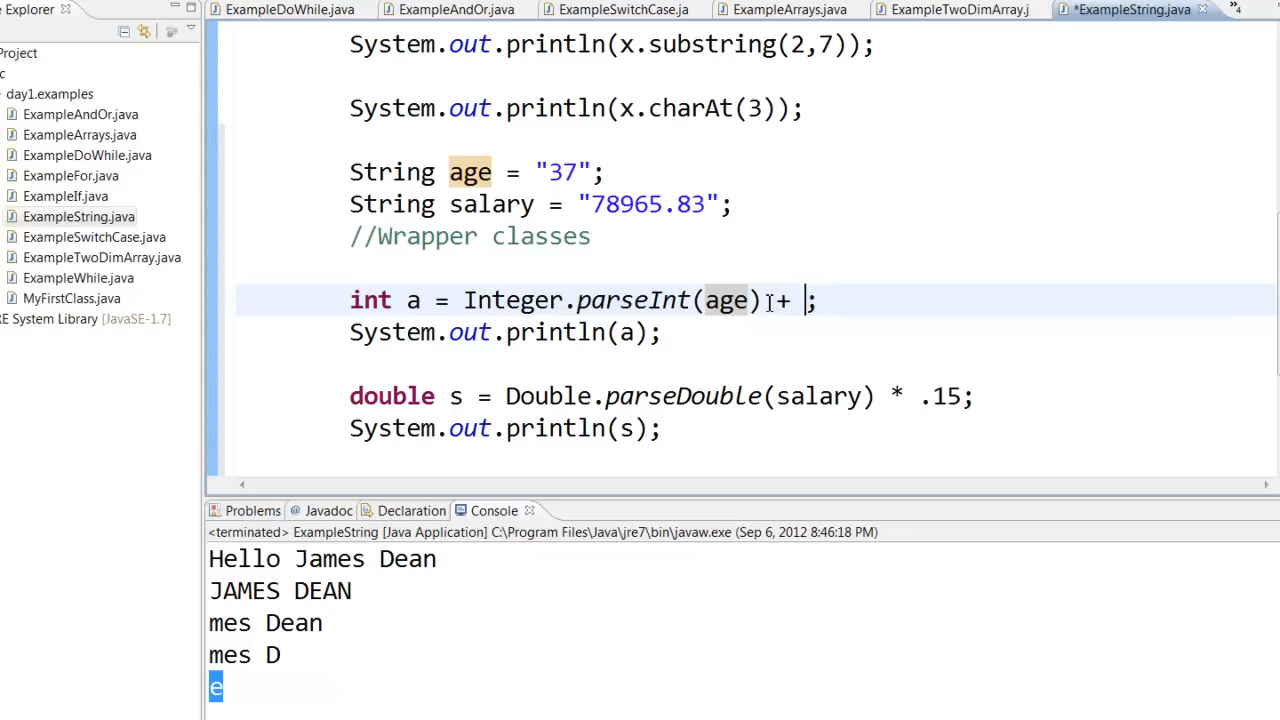 Explorer
ExampleDoWhile.java
ExampleAndOr.java
ExampleSwitchCase.ja
ExampleArrays.java
ExampleTwoDimArray.j
*ExampleString.java
»4
Project
c
day1.examples
ExampleAndOr.java
ExampleArrays.java
ExampleDoWhile.java
ExampleFor.java
ExampleIf.java
ExampleString.java
ExampleSwitchCase.java
ExampleTwoDimArray.java
ExampleWhile.java
MyFirstClass.java
RE System Library [JavaSE-1.7]
System.out.println(x.substring(2,7));
System.out.println(x.charAt(3));
String age = "37";
String salary = "78965.83";
//Wrapper classes
int a = Integer.parseInt(age) + ;
System.out.println(a);
double s = Double.parseDouble(salary) * .15;
System.out.println(s);
Problems @ Javadoc Declaration Console
<terminated> ExampleString [Java Application] C:\Program Files\Java\jre7\bin\javaw.exe (Sep 6, 2012 8:46:18 PM)
Hello James Dean
JAMES DEAN
mes Dean
mes D
e